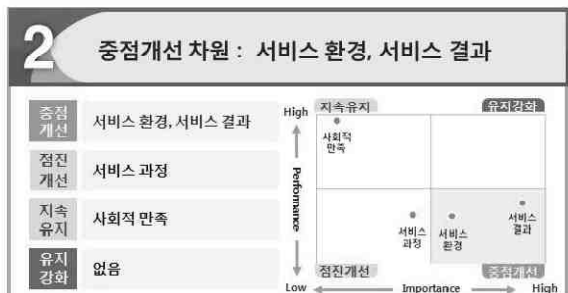 2
중점개선 차원 : 서비스 환경, 서비스 결과
중점
개선
서비스 환경, 서비스 결과
점진
개선
서비스 과정
지속
유지
사회적 만족
유지
강화
없음
High
지속유지
유지강화
사회적
만족
Performance
서비스
과정
서비스
환경
서비스
결과
점진개선
중점개선
Low
Importance
High